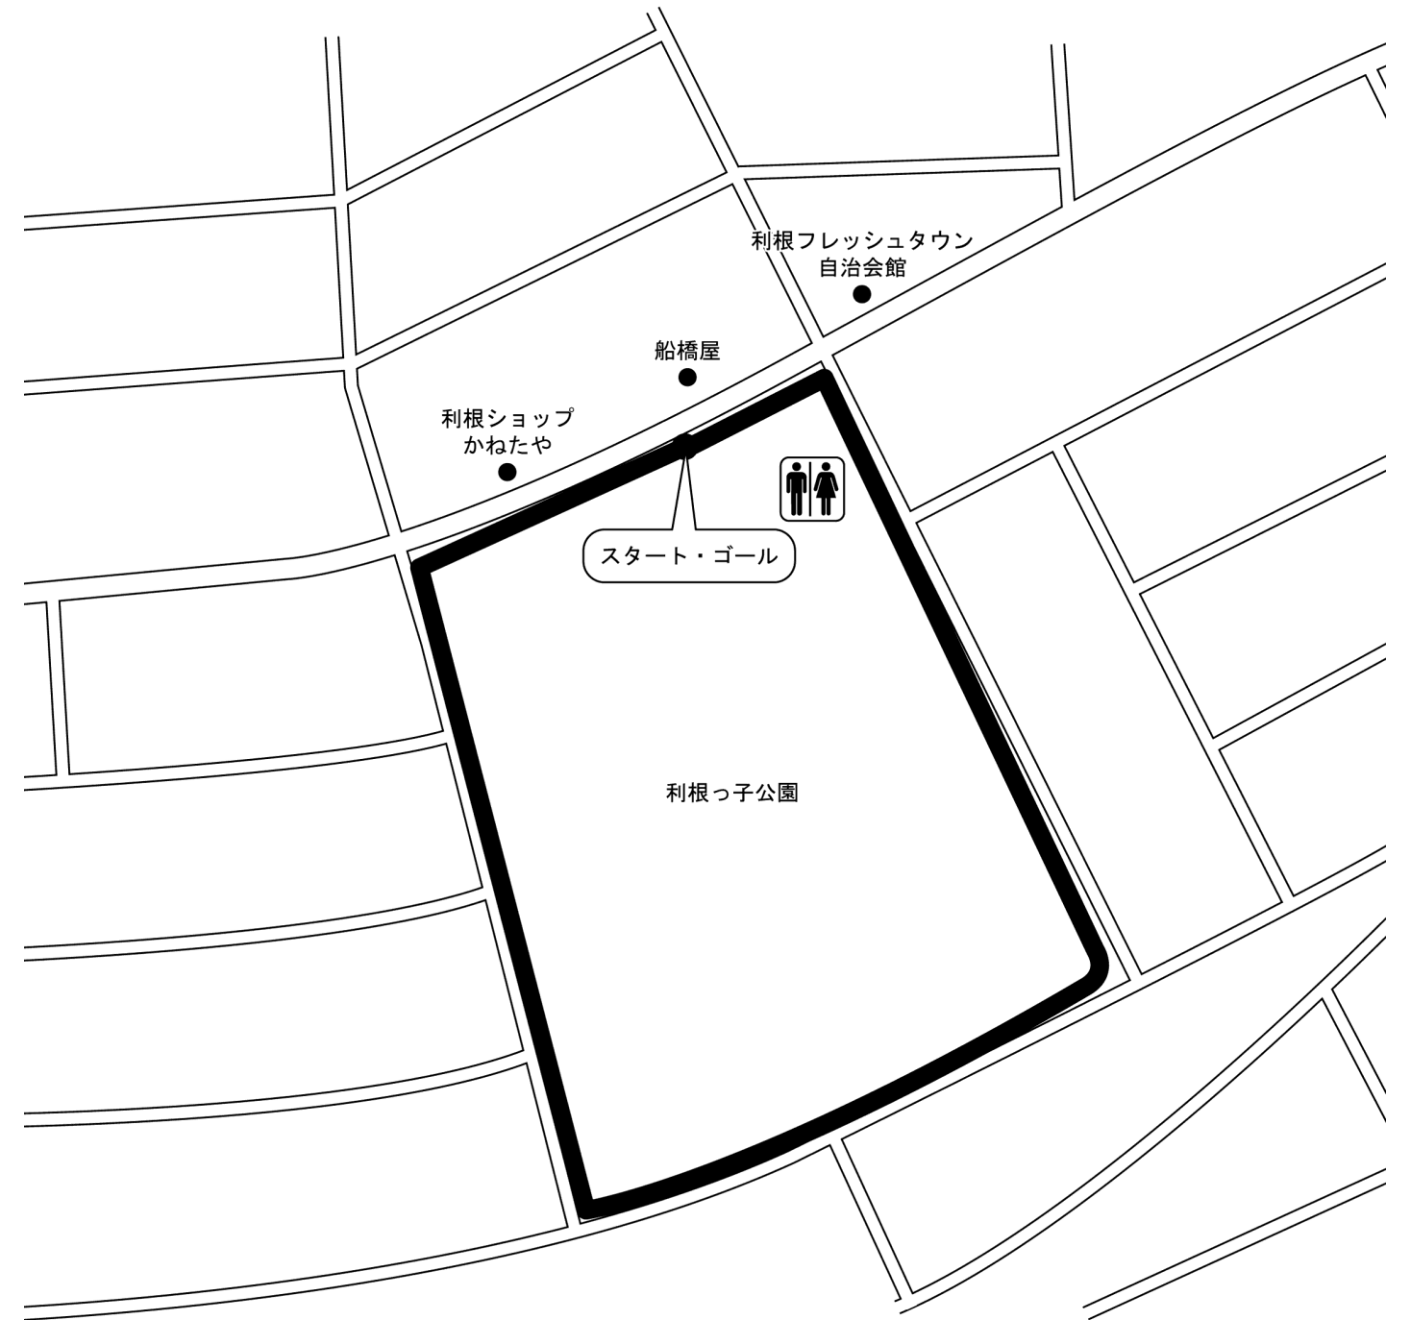 利根フレッシュタウン
自治会館
船橋屋
利根ショップ
かねたや
スタート・ゴール
利根っ子公園